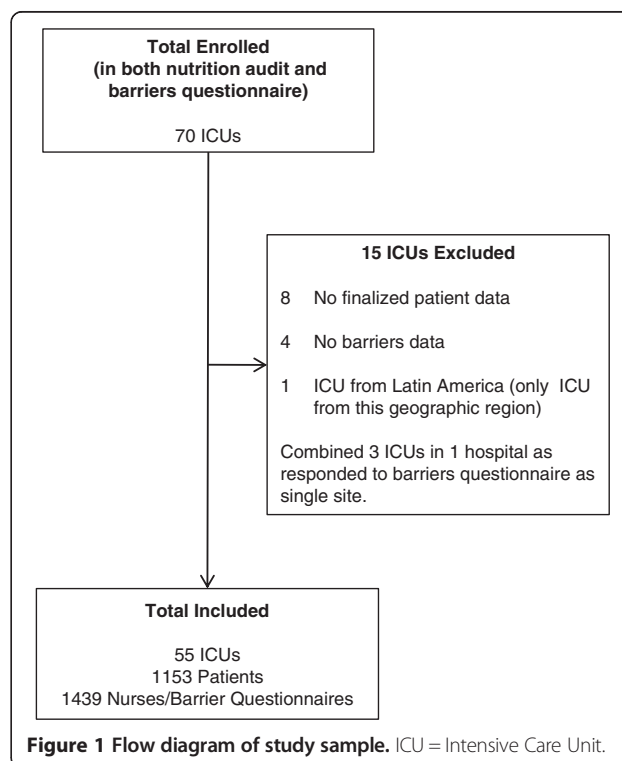 Total Enrolled
(in both nutrition audit and
barriers questionnaire)
70 ICUs
15 ICUs Excluded
8 No finalized patient data
4 No barriers data
1 ICU from Latin America (only ICU
from this geographic region)
Combined 3 ICUs in 1 hospital as
responded to barriers questionnaire as
single site.
Total Included
55 ICUs
1153 Patients
1439 Nurses/Barrier Questionnaires
Figure 1 Flow diagram of study sample. ICU = Intensive Care Unit.